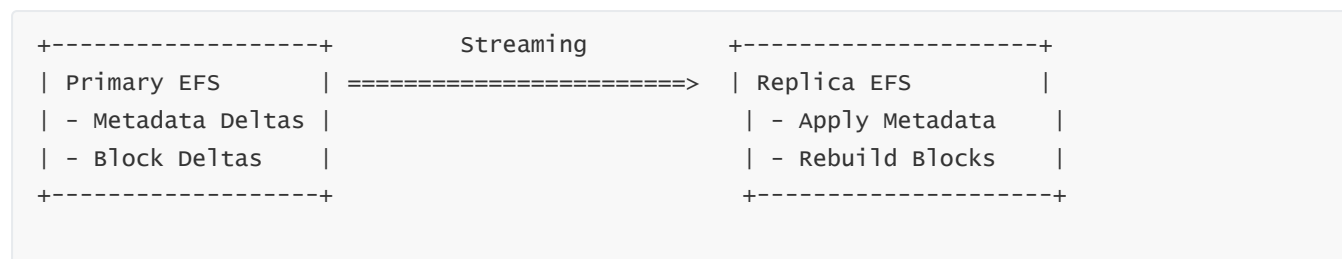 +-------------------+         Streaming          +---------------------+
| Primary EFS       | ========================>  | Replica EFS         |
| - Metadata Deltas |                             | - Apply Metadata    |
| - Block Deltas    |                             | - Rebuild Blocks    |
+-------------------+                             +---------------------+